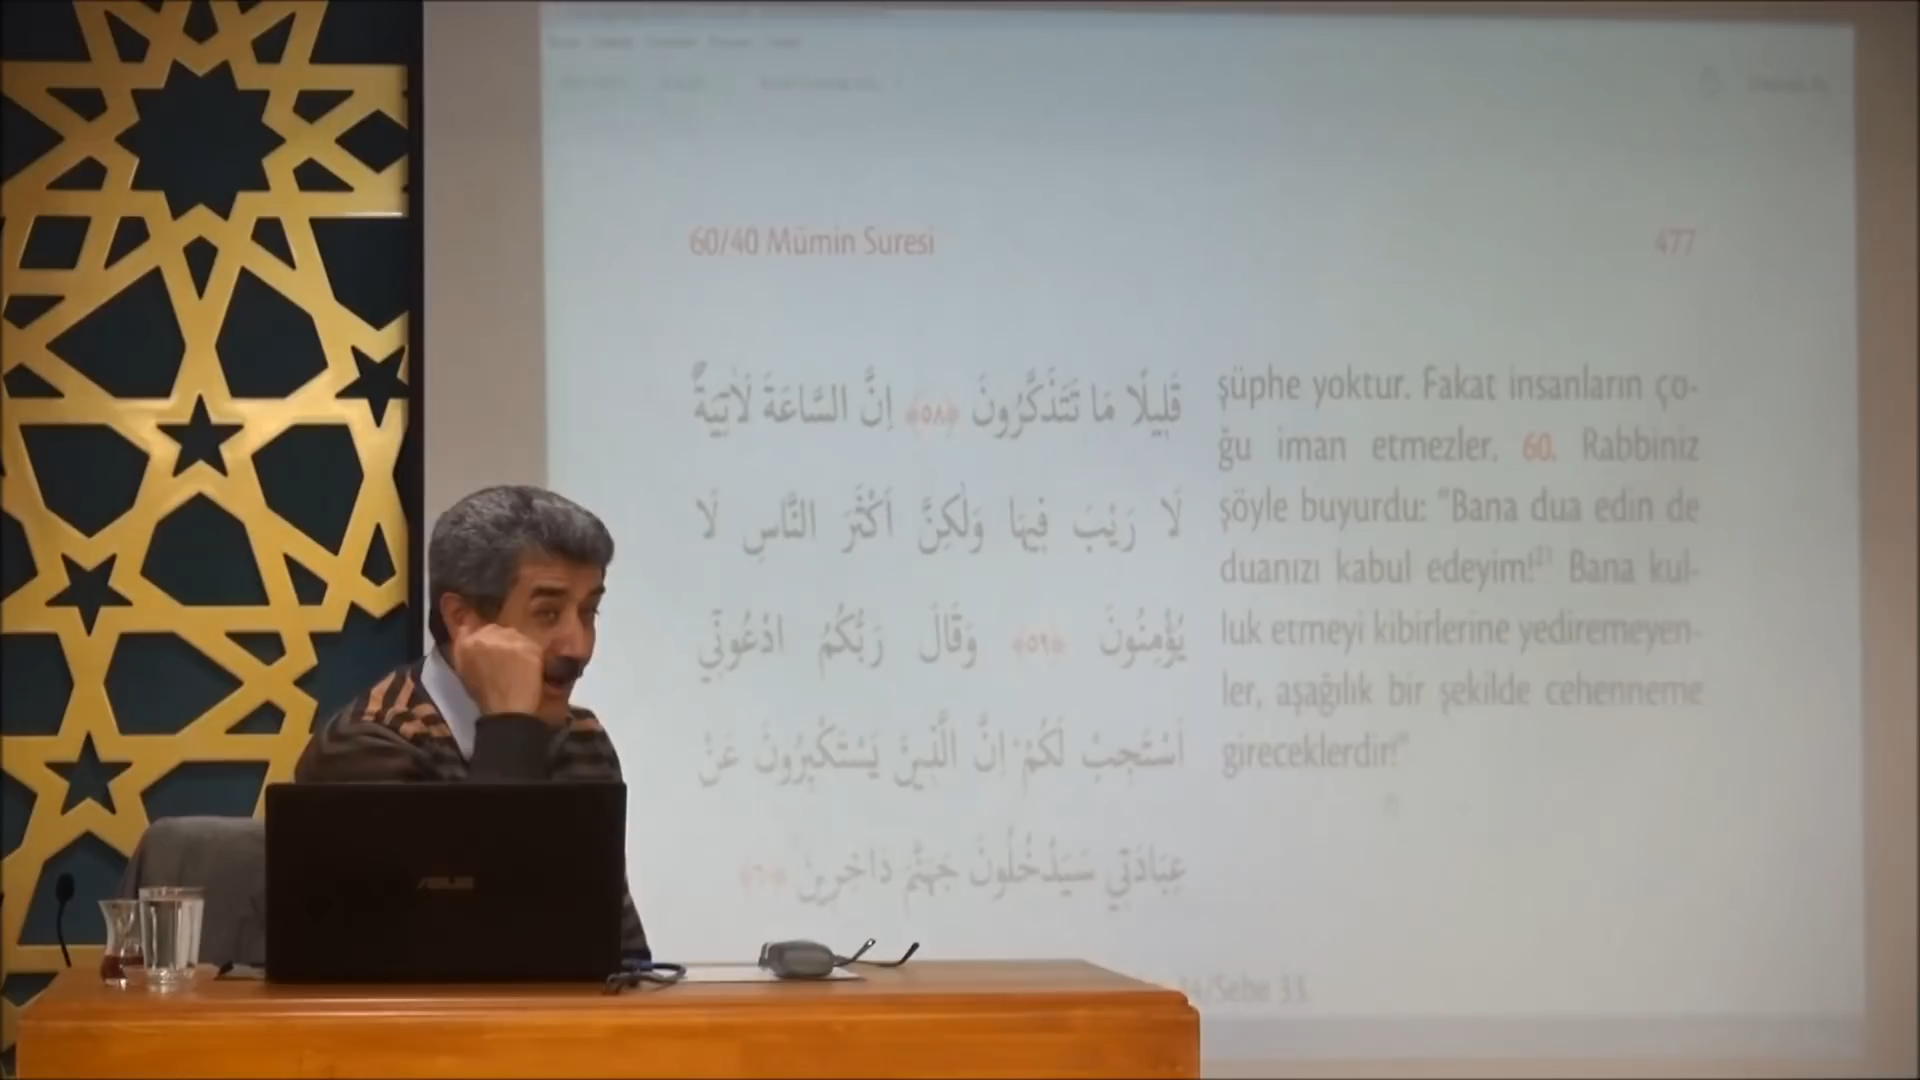 60/40 Mümin Suresi
477
قَلِيلًا مَا تَتَذَكَّرُونَ ﴿٥٨﴾ اِنَّ السَّاعَةَ لَاٰتِيَةٌ
لَا رَيْبَ فِيهَا وَلٰكِنَّ اَكْثَرَ النَّاسِ لَا
يُؤْمِنُونَ ﴿٥٩﴾ وَقَالَ رَبُّكُمُ ادْعُونِٓي
اَسْتَجِبْ لَكُمْ اِنَّ الَّذِينَ يَسْتَكْبِرُونَ عَنْ
عِبَادَتِي سَيَدْخُلُونَ جَهَنَّمَ دَاخِرِينَ ﴿٦٠﴾
şüphe yoktur. Fakat insanların ço-
ğu iman etmezler. 60. Rabbiniz
şöyle buyurdu: "Bana dua edin de
duanızı kabul edeyim!21 Bana kul-
luk etmeyi kibirlerine yediremeyen-
ler, aşağılık bir şekilde cehenneme
gireceklerdir!"
/Sebe 33
ASUS